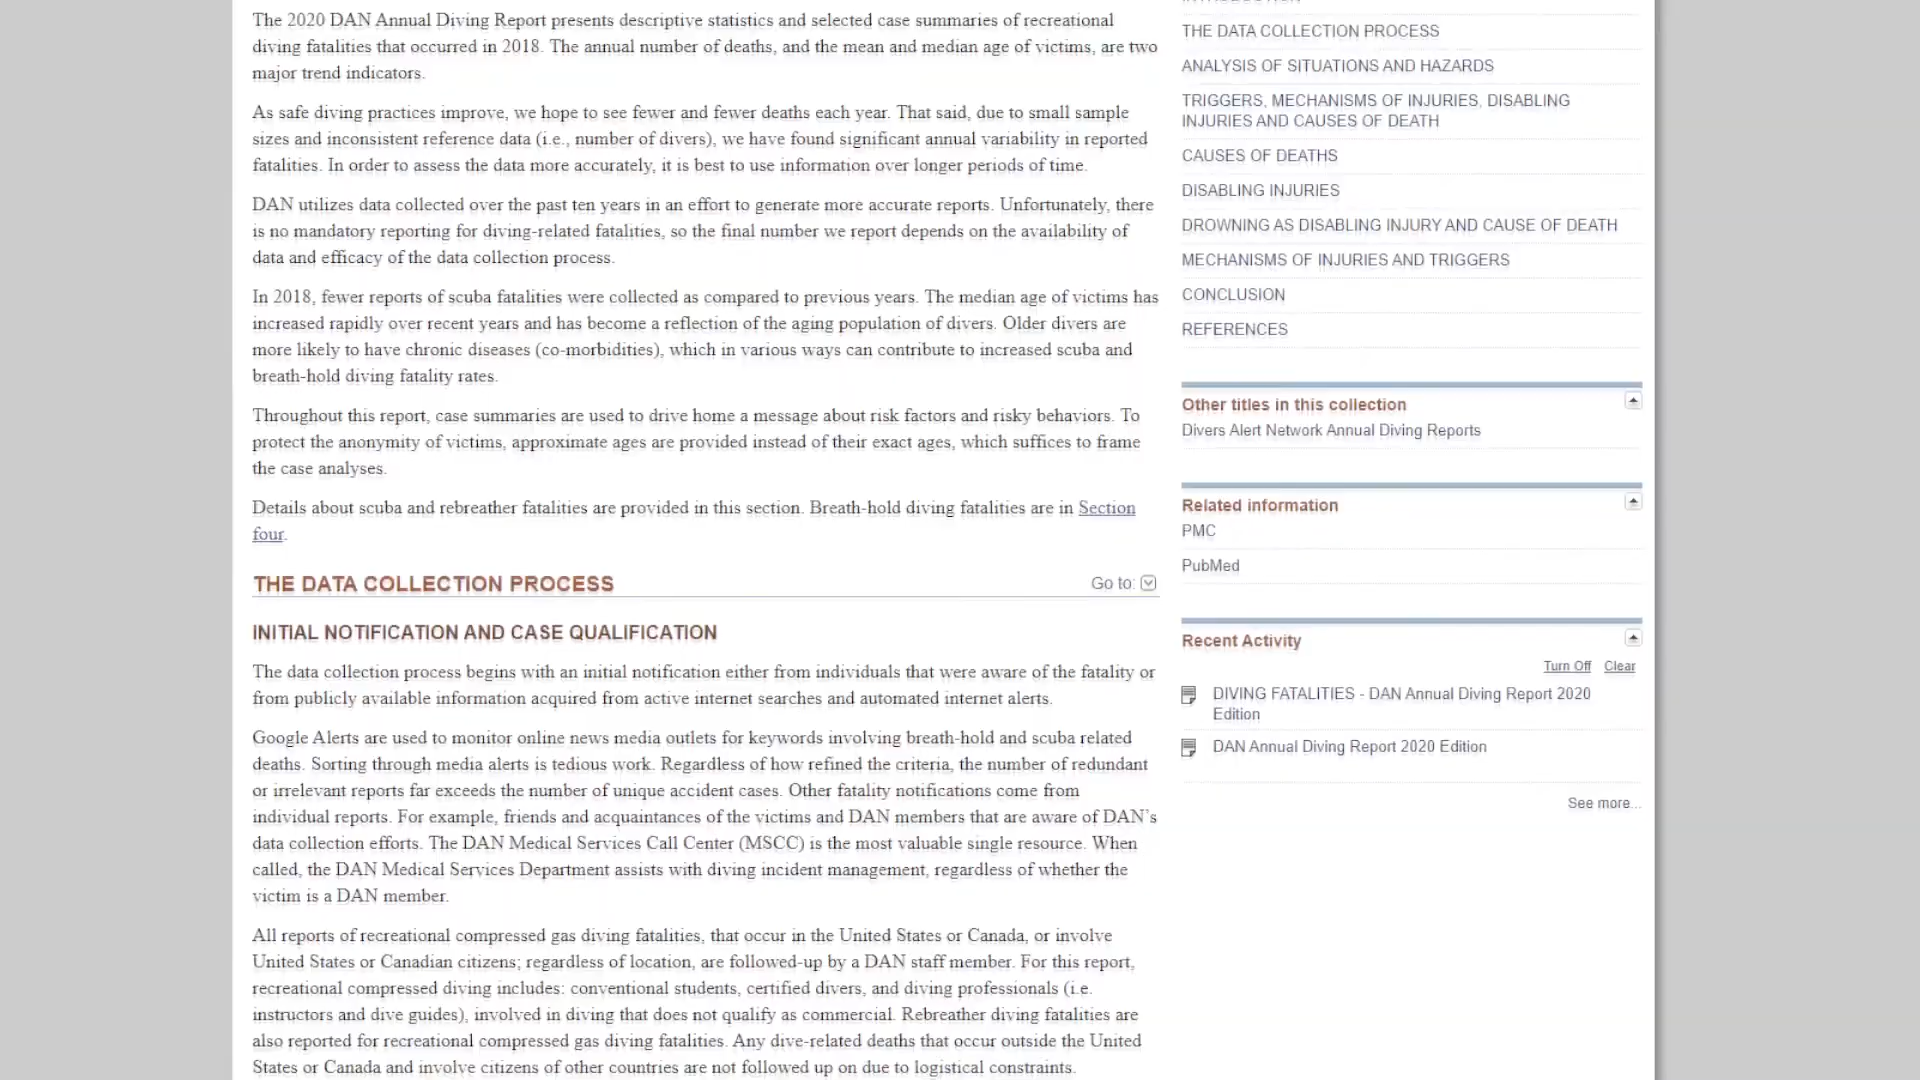 The 2020 DAN Annual Diving Report presents descriptive statistics and selected case summaries of recreational
diving fatalities that occurred in 2018. The annual number of deaths, and the mean and median age of victims, are two
major trend indicators.
As safe diving practices improve, we hope to see fewer and fewer deaths each year. That said, due to small sample
sizes and inconsistent reference data (i.e., number of divers), we have found significant annual variability in reported
fatalities. In order to assess the data more accurately, it is best to use information over longer periods of time.
DAN utilizes data collected over the past ten years in an effort to generate more accurate reports. Unfortunately, there
is no mandatory reporting for diving-related fatalities, so the final number we report depends on the availability of
data and efficacy of the data collection process.
In 2018, fewer reports of scuba fatalities were collected as compared to previous years. The median age of victims has
increased rapidly over recent years and has become a reflection of the aging population of divers. Older divers are
more likely to have chronic diseases (co-morbidities), which in various ways can contribute to increased scuba and
breath-hold diving fatality rates.
Throughout this report, case summaries are used to drive home a message about risk factors and risky behaviors. To
protect the anonymity of victims, approximate ages are provided instead of their exact ages, which suffices to frame
the case analyses.
Details about scuba and rebreather fatalities are provided in this section. Breath-hold diving fatalities are in Section
four.
THE DATA COLLECTION PROCESS
Go to:
INITIAL NOTIFICATION AND CASE QUALIFICATION
The data collection process begins with an initial notification either from individuals that were aware of the fatality or
from publicly available information acquired from active internet searches and automated internet alerts.
Google Alerts are used to monitor online news media outlets for keywords involving breath-hold and scuba related
deaths. Sorting through media alerts is tedious work. Regardless of how refined the criteria, the number of redundant
or irrelevant reports far exceeds the number of unique accident cases. Other fatality notifications come from
individual reports. For example, friends and acquaintances of the victims and DAN members that are aware of DAN's
data collection efforts. The DAN Medical Services Call Center (MSCC) is the most valuable single resource. When
called, the DAN Medical Services Department assists with diving incident management, regardless of whether the
victim is a DAN member.
All reports of recreational compressed gas diving fatalities, that occur in the United States or Canada, or involve
United States or Canadian citizens; regardless of location, are followed-up by a DAN staff member. For this report,
recreational compressed diving includes: conventional students, certified divers, and diving professionals (i.e.
instructors and dive guides), involved in diving that does not qualify as commercial. Rebreather diving fatalities are
also reported for recreational compressed gas diving fatalities. Any dive-related deaths that occur outside the United
States or Canada and involve citizens of other countries are not followed up on due to logistical constraints.
THE DATA COLLECTION PROCESS
ANALYSIS OF SITUATIONS AND HAZARDS
TRIGGERS, MECHANISMS OF INJURIES, DISABLING
INJURIES AND CAUSES OF DEATH
CAUSES OF DEATHS
DISABLING INJURIES
DROWNING AS DISABLING INJURY AND CAUSE OF DEATH
MECHANISMS OF INJURIES AND TRIGGERS
CONCLUSION
REFERENCES
Other titles in this collection
Divers Alert Network Annual Diving Reports
Related information
PMC
PubMed
Recent Activity
Turn Off Clear
DIVING FATALITIES - DAN Annual Diving Report 2020
Edition
DAN Annual Diving Report 2020 Edition
See more...